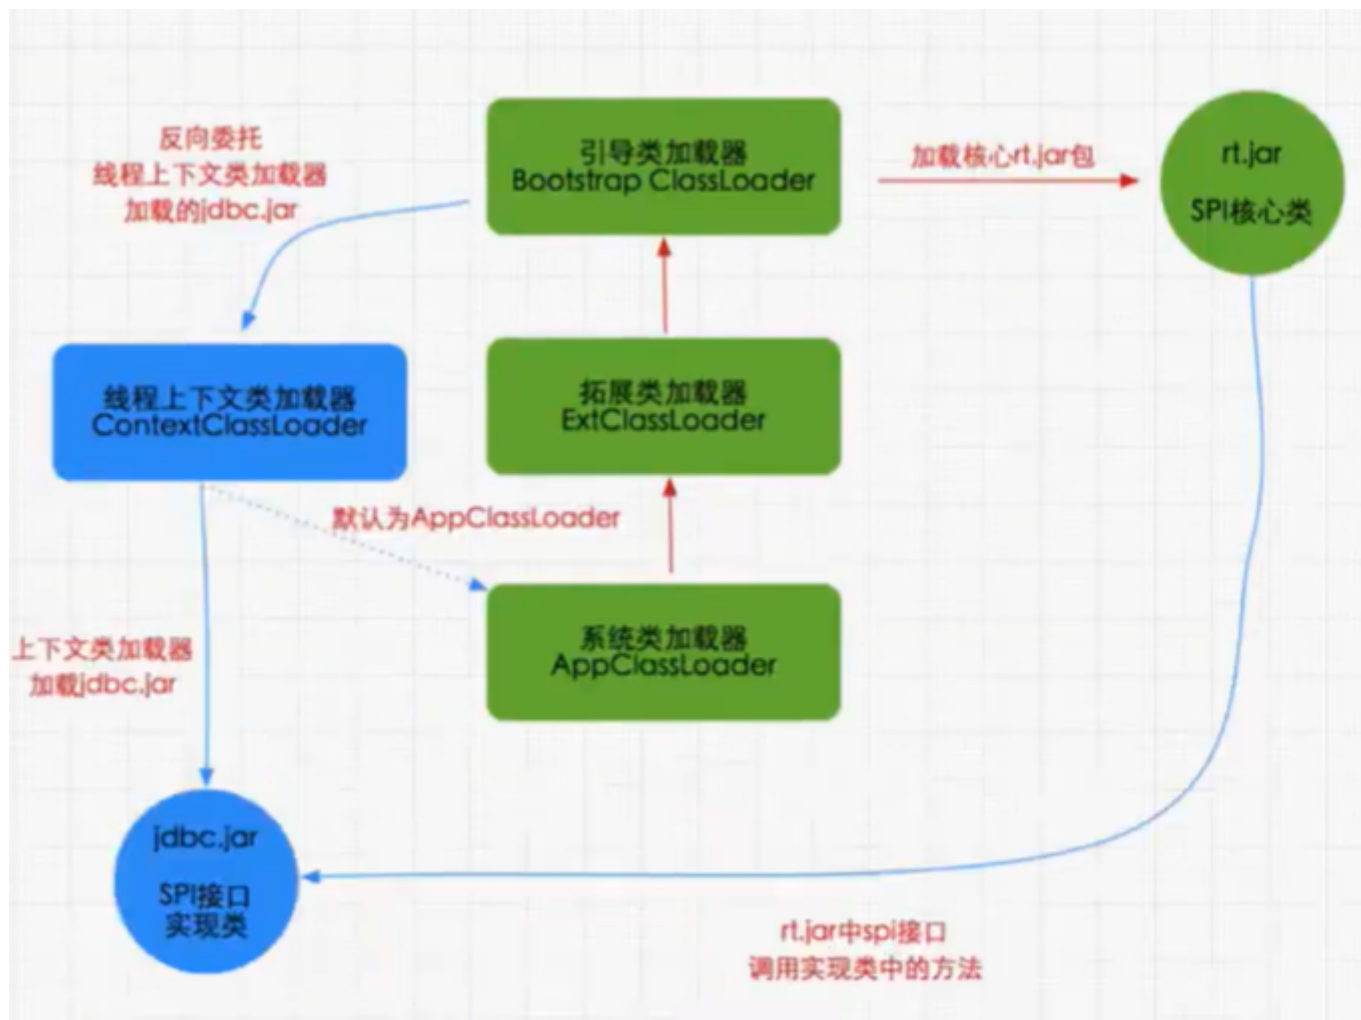 反向委托
线程上下文类加载器
加载的jdbc.jar
引导类加载器
Bootstrap ClassLoader
加载核心rt.jar包
rt.jar
SPI核心类
线程上下文类加载器
ContextClassLoader
拓展类加载器
ExtClassLoader
默认为AppClassLoader
系统类加载器
AppClassLoader
上下文类加载器
加载jdbc.jar
jdbc.jar
SPI接口
实现类
rt.jar中spi接口
调用实现类中的方法